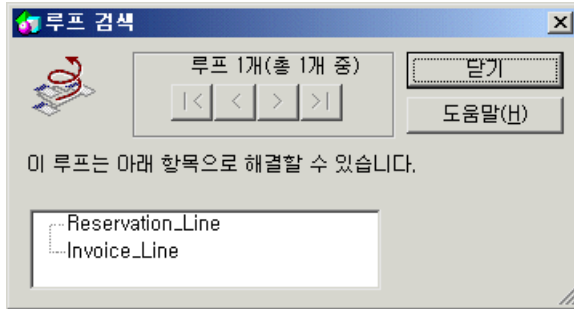 루프 검색
루프 1개(총 1개 중)
|< < > >|
닫기
도움말(H)
이 루프는 아래 항목으로 해결할 수 있습니다.
Reservation_Line
Invoice_Line